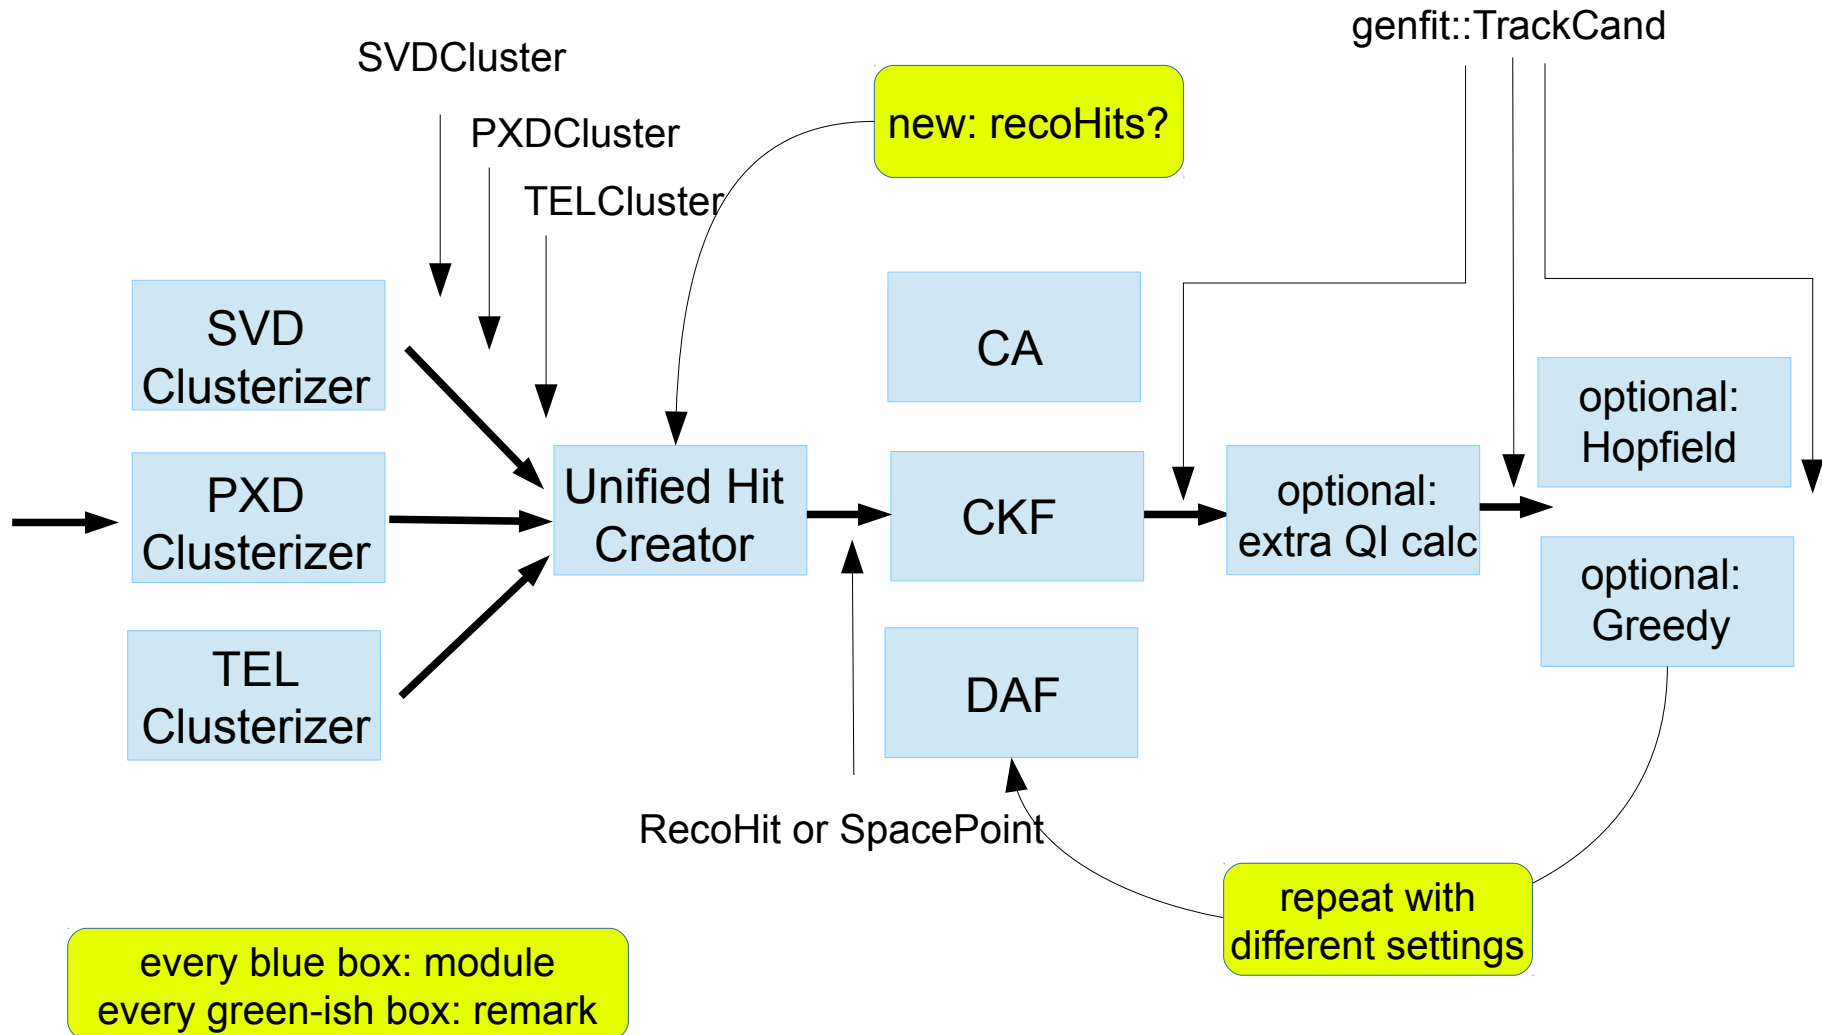 genfit::TrackCand
SVDCluster
PXDCluster
TELCluster
new: recoHits?
SVD
Clusterizer
PXD
Clusterizer
TEL
Clusterizer
Unified Hit
Creator
CA
CKF
DAF
optional:
extra QI calc
optional:
Hopfield
optional:
Greedy
RecoHit or SpacePoint
repeat with
different settings
every blue box: module
every green-ish box: remark